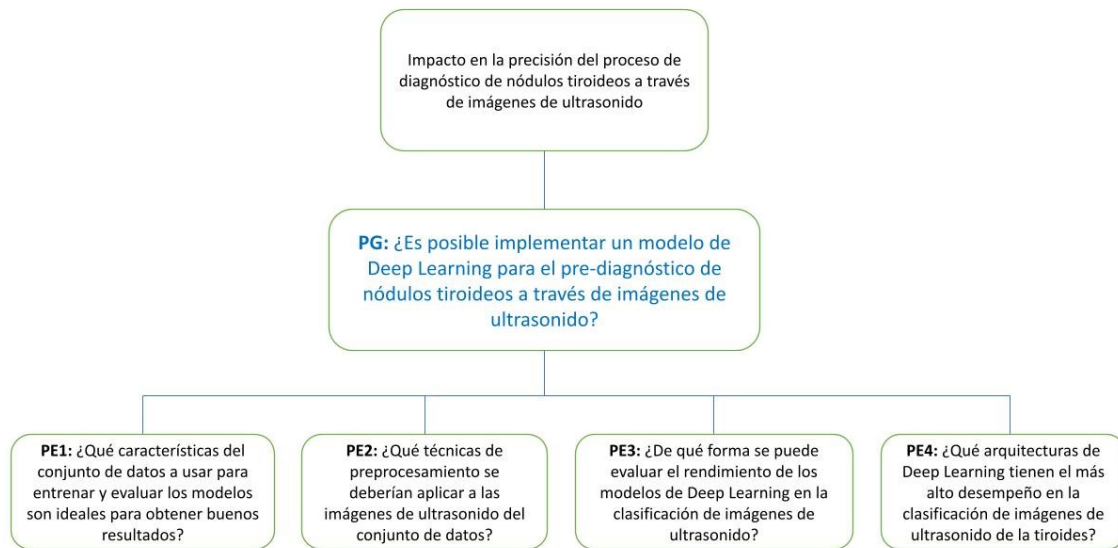 Impacto en la precisión del proceso de
diagnóstico de nódulos tiroideos a través
de imágenes de ultrasonido
PG: ¿Es posible implementar un modelo de
Deep Learning para el pre-diagnóstico de
nódulos tiroideos a través de imágenes de
ultrasonido?
PE1: ¿Qué características del
conjunto de datos a usar para
entrenar y evaluar los modelos
son ideales para obtener buenos
resultados?
PE2: ¿Qué técnicas de
preprocesamiento se
deberían aplicar a las
imágenes de ultrasonido del
conjunto de datos?
PE3: ¿De qué forma se puede
evaluar el rendimiento de los
modelos de Deep Learning en la
clasificación de imágenes de
ultrasonido?
PE4: ¿Qué arquitecturas de
Deep Learning tienen el más
alto desempeño en la
clasificación de imágenes de
ultrasonido de la tiroides?